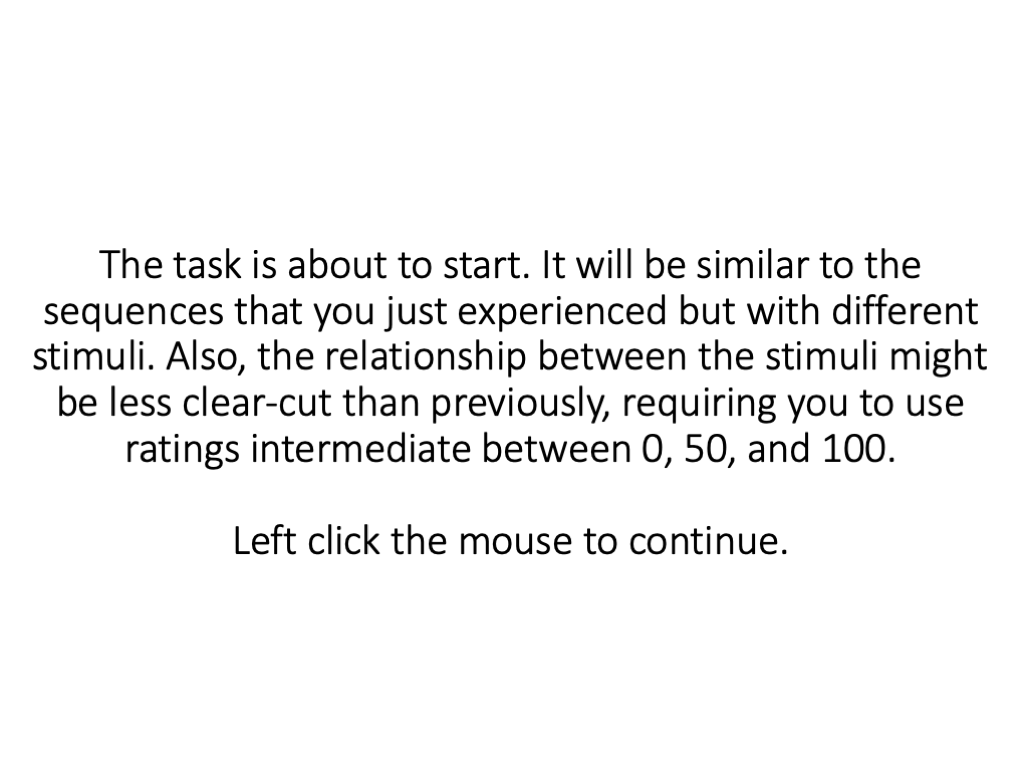 The task is about to start. It will be similar to the
sequences that you just experienced but with different
stimuli. Also, the relationship between the stimuli might
be less clear-cut than previously, requiring you to use
ratings intermediate between 0, 50, and 100.
Left click the mouse to continue.